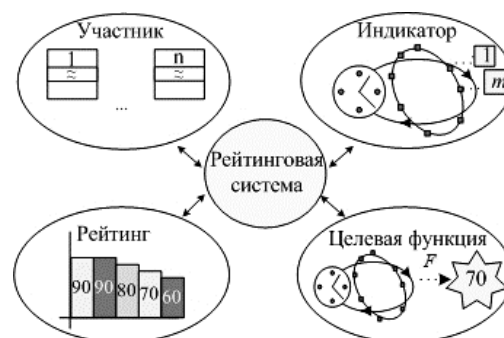 Участник
1
n
≈
≈
...
Индикатор
1
m
Рейтинговая
система
Рейтинг
90
90
80
70
60
Целевая функция
F
70